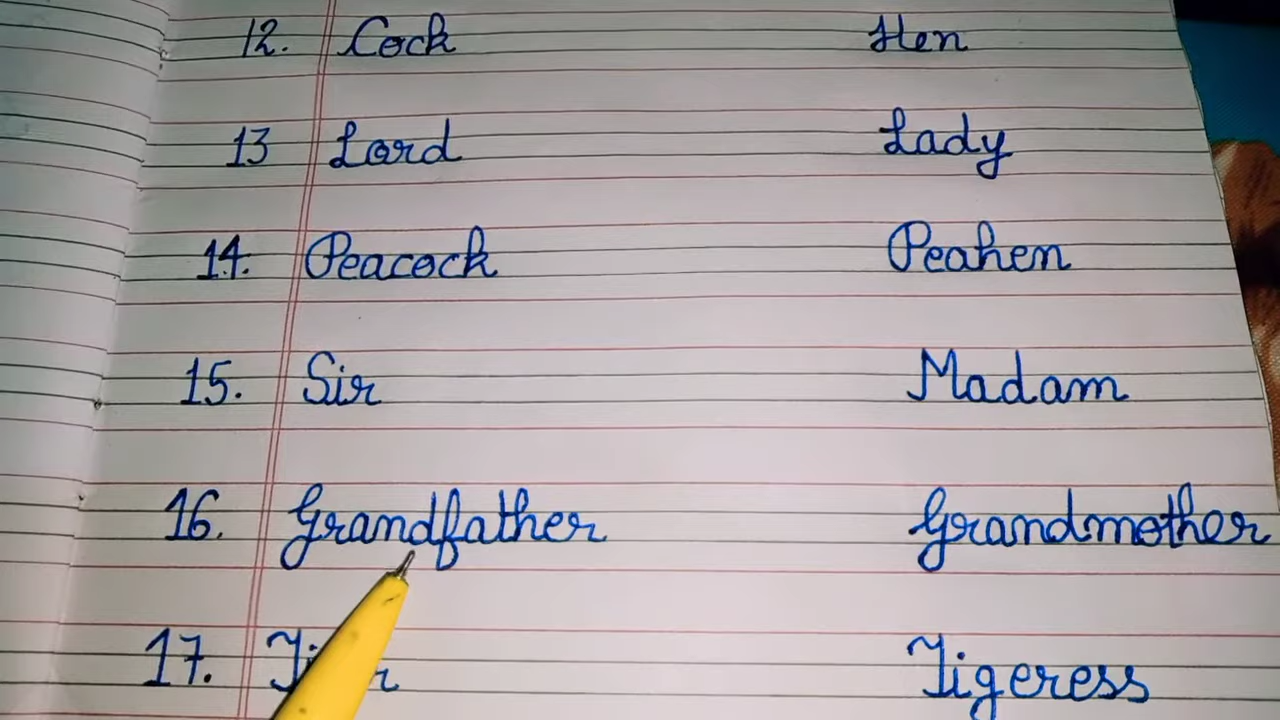 12. Cock Hen
13 Lord Lady
14. Peacock Peahen
15. Sir Madam
16. Grandfather Grandmother
17. Tigeress